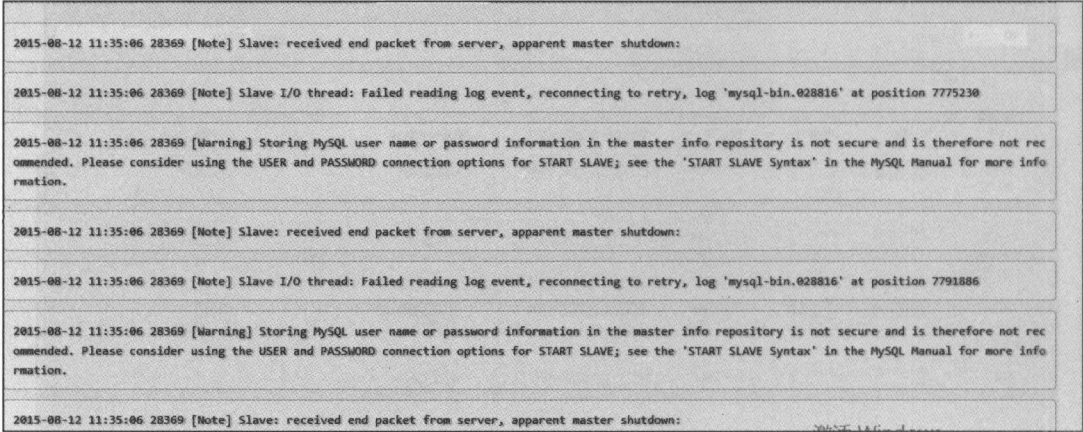 2015-08-12 11:35:06 28369 [Note] Slave: received end packet from server, apparent master shutdown:
2015-08-12 11:35:06 28369 [Note] Slave I/O thread: Failed reading log event, reconnecting to retry, log 'mysql-bin.028816' at position 7775230
2015-08-12 11:35:06 28369 [Warning] Storing MySQL user name or password information in the master info repository is not secure and is therefore not rec
ommended. Please consider using the USER and PASSWORD connection options for START SLAVE; see the 'START SLAVE Syntax' in the MySQL Manual for more info
rmation.
2015-08-12 11:35:06 28369 [Note] Slave: received end packet from server, apparent master shutdown:
2015-08-12 11:35:06 28369 [Note] Slave I/O thread: Failed reading log event, reconnecting to retry, log 'mysql-bin.028816' at position 7791886
2015-08-12 11:35:06 28369 [Warning] Storing MySQL user name or password information in the master info repository is not secure and is therefore not rec
ommended. Please consider using the USER and PASSWORD connection options for START SLAVE; see the 'START SLAVE Syntax' in the MySQL Manual for more info
rmation.
2015-08-12 11:35:06 28369 [Note] Slave: received end packet from server, apparent master shutdown: